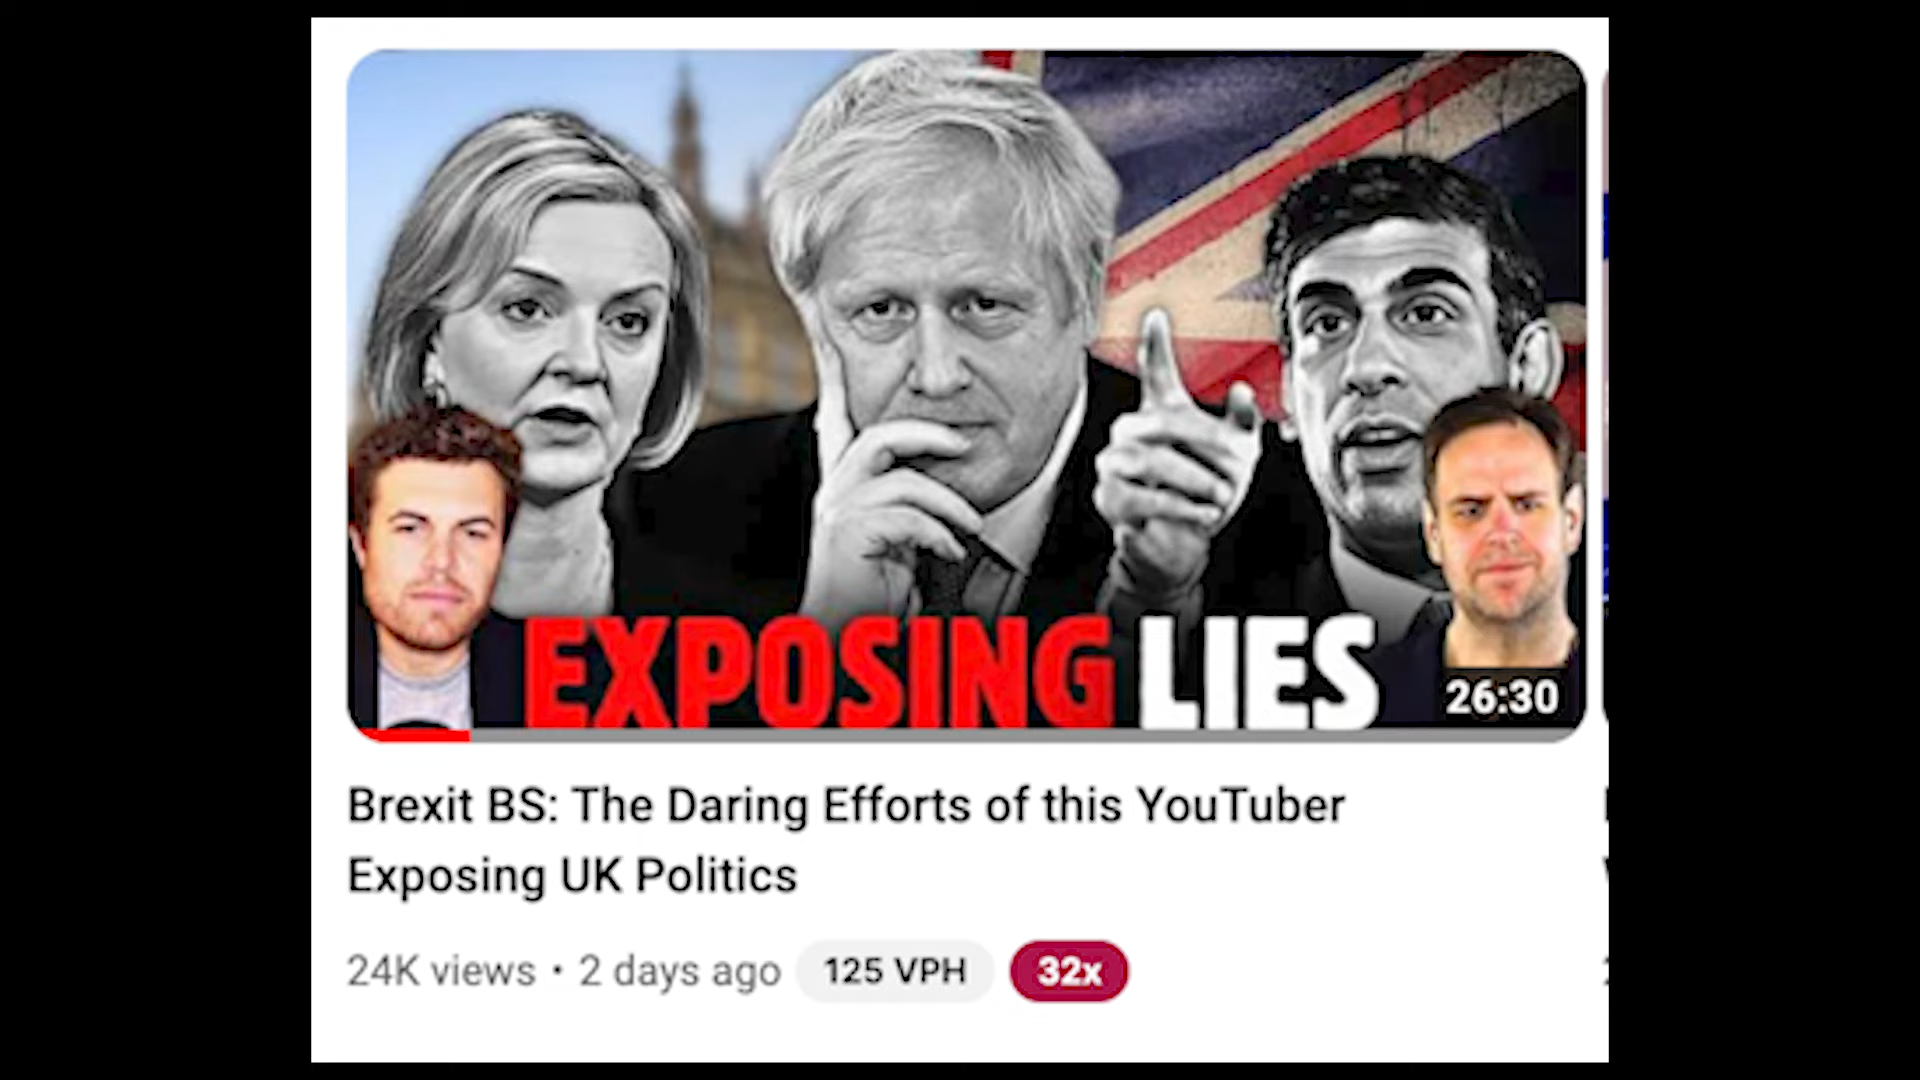 EXPOSING LIES
26:30
Brexit BS: The Daring Efforts of this YouTuber
Exposing UK Politics
24K views • 2 days ago 125 VPH 32x